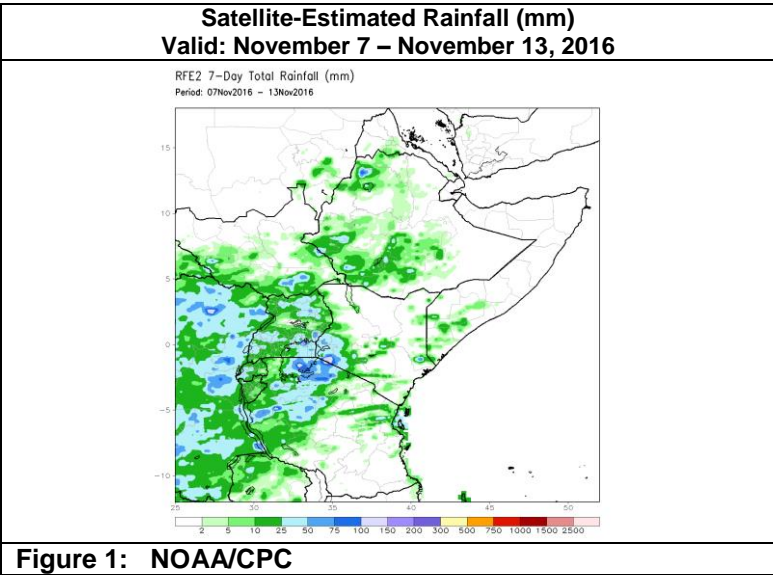 Satellite-Estimated Rainfall (mm)
Valid: November 7 – November 13, 2016
RFE2 7-Day Total Rainfall (mm)
Period: 07Nov2016 - 13Nov2016
15
10
5
0
-5
-10
25 30 35 40 45 50
2 5 10 25 50 75 100 150 200 300 500 750 1000 1500 2500
Figure 1: NOAA/CPC